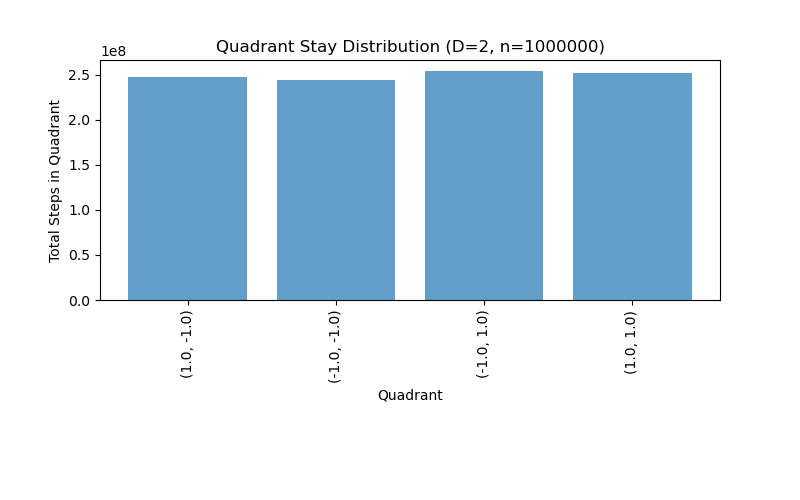 Quadrant Stay Distribution (D=2, n=1000000)
1e8
2.5
2.0
1.5
1.0
0.5
0.0
Total Steps in Quadrant
(1.0, -1.0)
(-1.0, -1.0)
(-1.0, 1.0)
(1.0, 1.0)
Quadrant